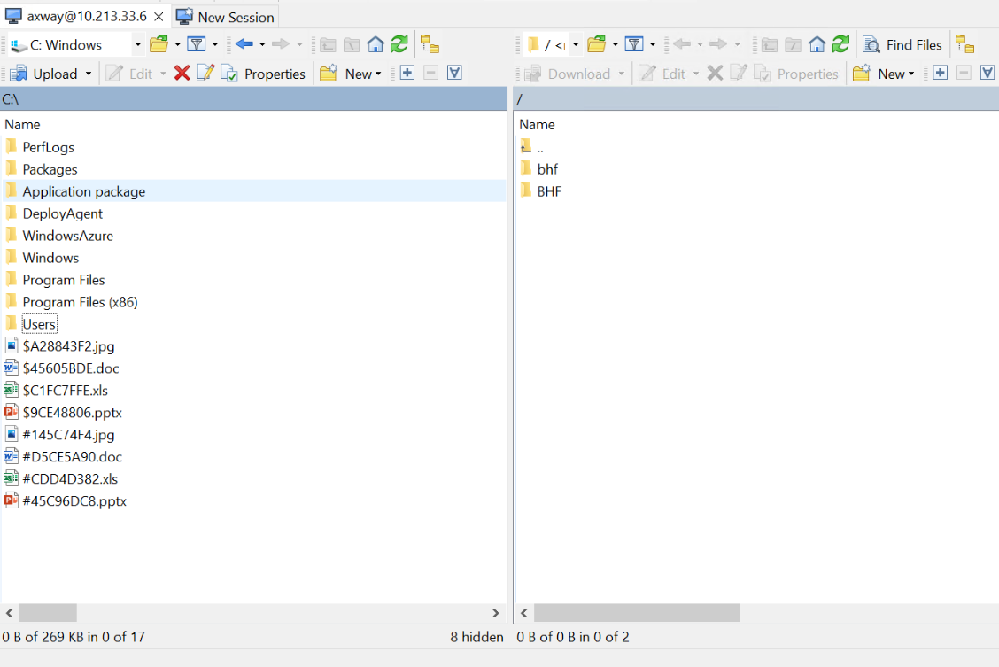 axway@10.213.33.6 New Session
C: Windows / Find Files
Upload Edit Properties New Download Edit Properties New
C:\ /
Name Name
PerfLogs ..
Packages bhf
Application package BHF
DeployAgent
WindowsAzure
Windows
Program Files
Program Files (x86)
Users
$A28843F2.jpg
$45605BDE.doc
$C1FC7FFE.xls
$9CE48806.pptx
#145C74F4.jpg
#D5CE5A90.doc
#CDD4D382.xls
#45C96DC8.pptx
0 B of 269 KB in 0 of 17 8 hidden 0 B of 0 B in 0 of 2